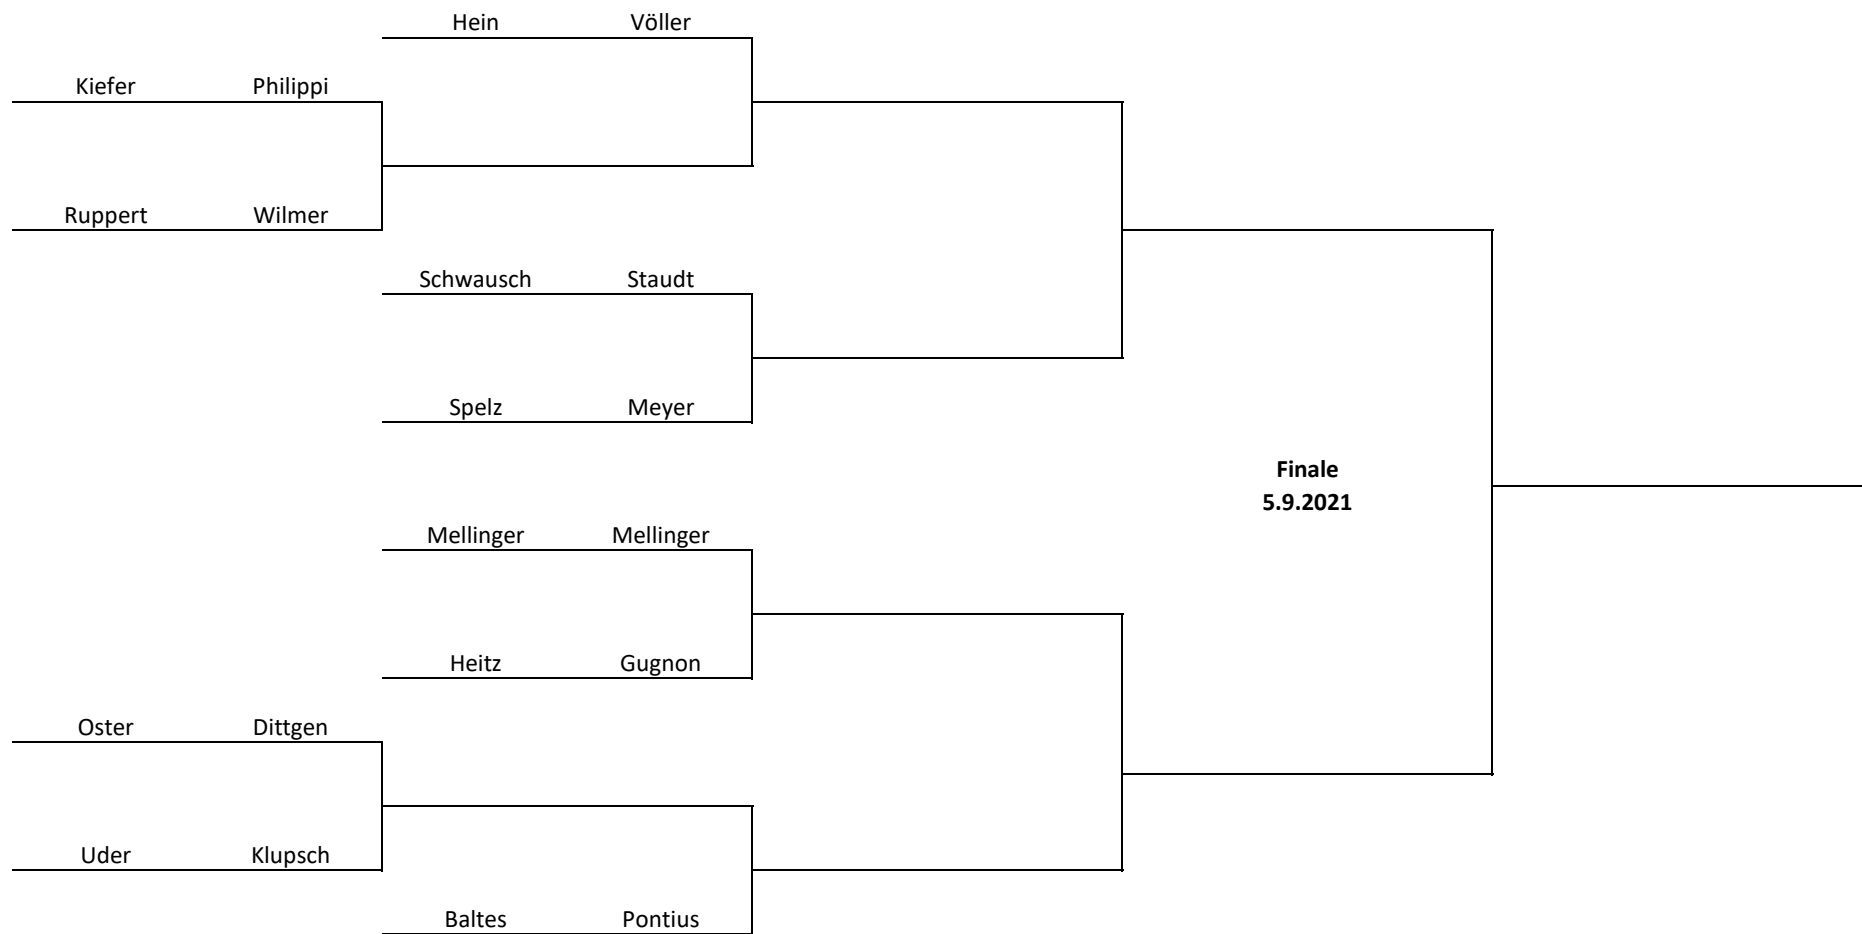 Hein Völler
Kiefer Philippi
Ruppert Wilmer
Schwausch Staudt
Spelz Meyer
Finale
5.9.2021
Mellinger Mellinger
Heitz Gugnon
Oster Dittgen
Uder Klupsch
Baltes Pontius